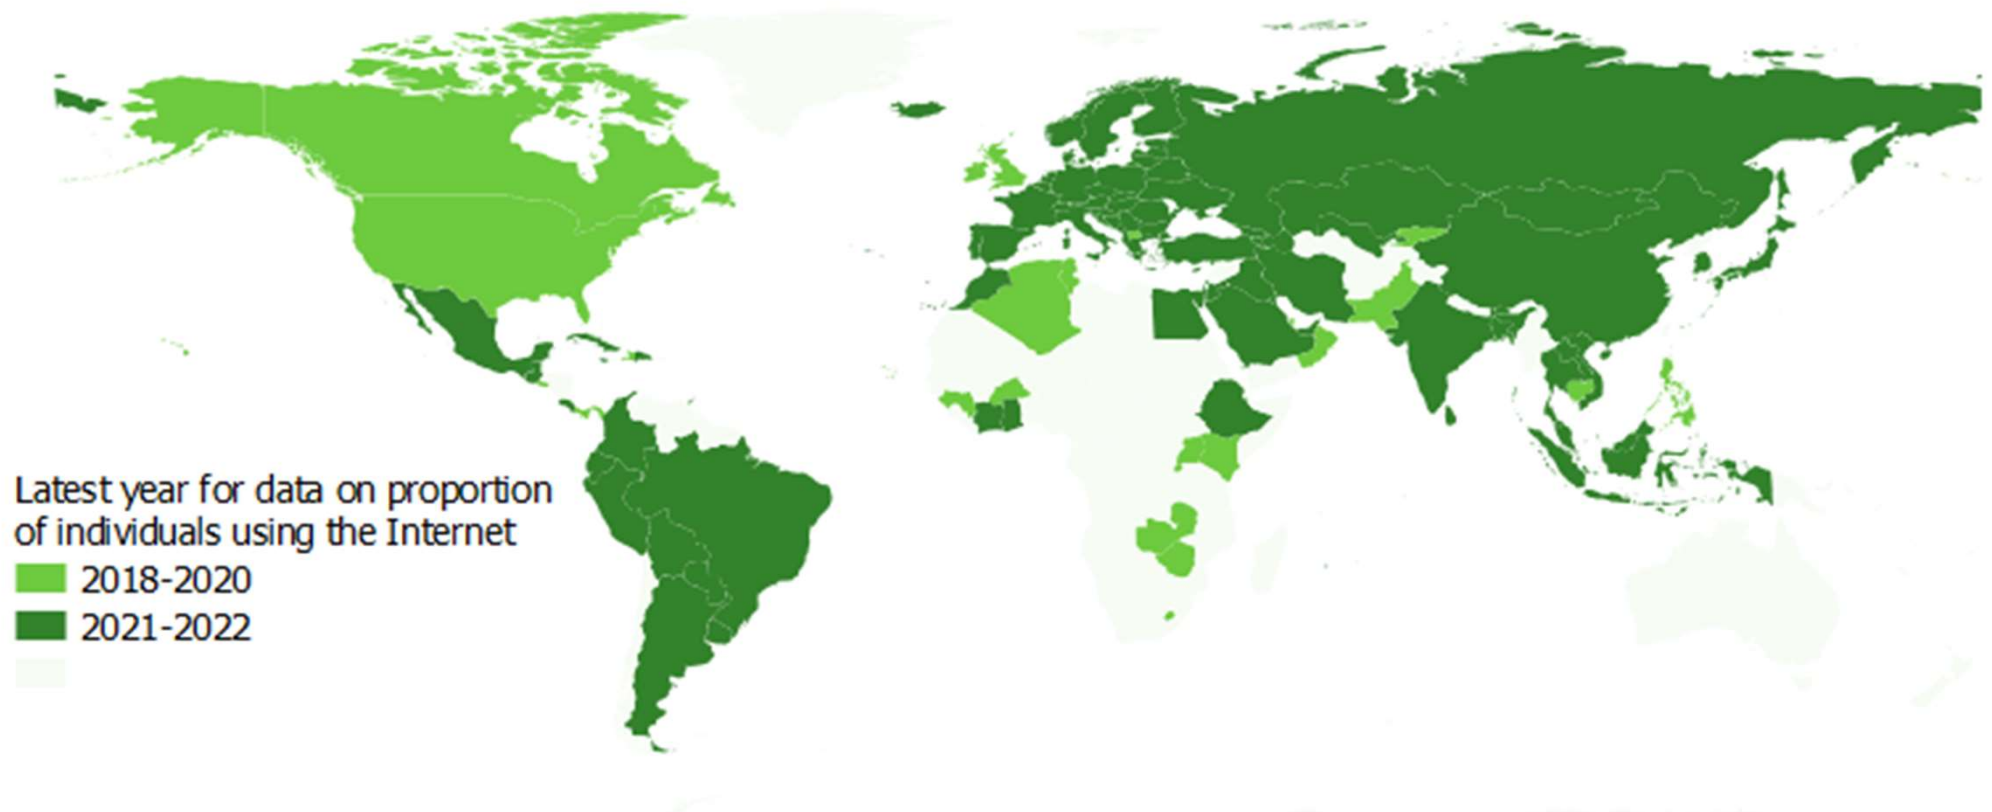 Latest year for data on proportion
of individuals using the Internet
2018-2020
2021-2022